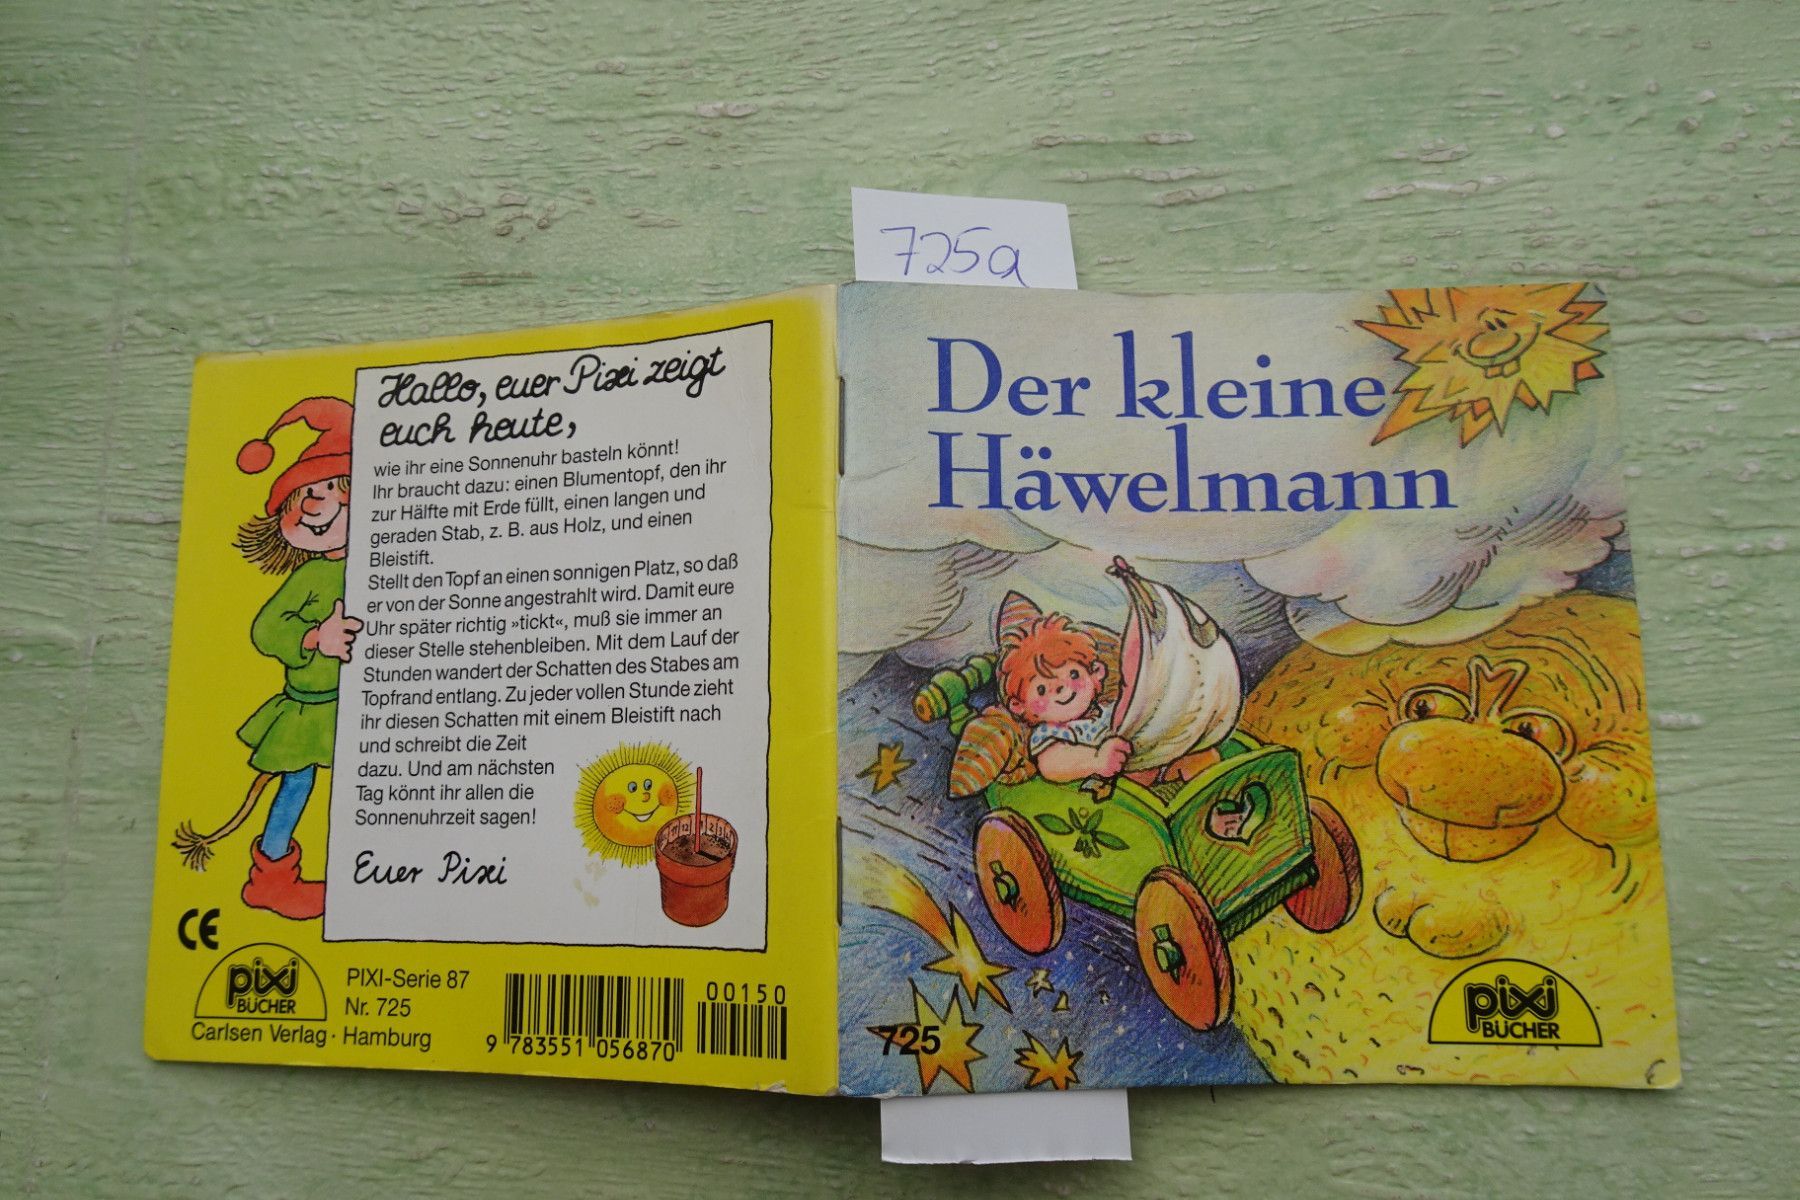 725a
Hallo, euer Pixi zeigt
euch heute,
wie ihr eine Sonnenuhr basteln könnt!
Ihr braucht dazu: einen Blumentopf, den ihr
zur Hälfte mit Erde füllt, einen langen und
geraden Stab, z. B. aus Holz, und einen
Bleistift.
Stellt den Topf an einen sonnigen Platz, so daß
er von der Sonne angestrahlt wird. Damit eure
Uhr später richtig »tickt«, muß sie immer an
dieser Stelle stehenbleiben. Mit dem Lauf der
Stunden wandert der Schatten des Stabes am
Topfrand entlang. Zu jeder vollen Stunde zieht
ihr diesen Schatten mit einem Bleistift nach
und schreibt die Zeit
dazu. Und am nächsten
Tag könnt ihr allen die
Sonnenuhrzeit sagen!
Euer Pixi
CE
pixi
BÜCHER
PIXI-Serie 87
Nr. 725
Carlsen Verlag · Hamburg
9 783551 056870
00150
Der kleine
Häwelmann
725
pixi
BÜCHER